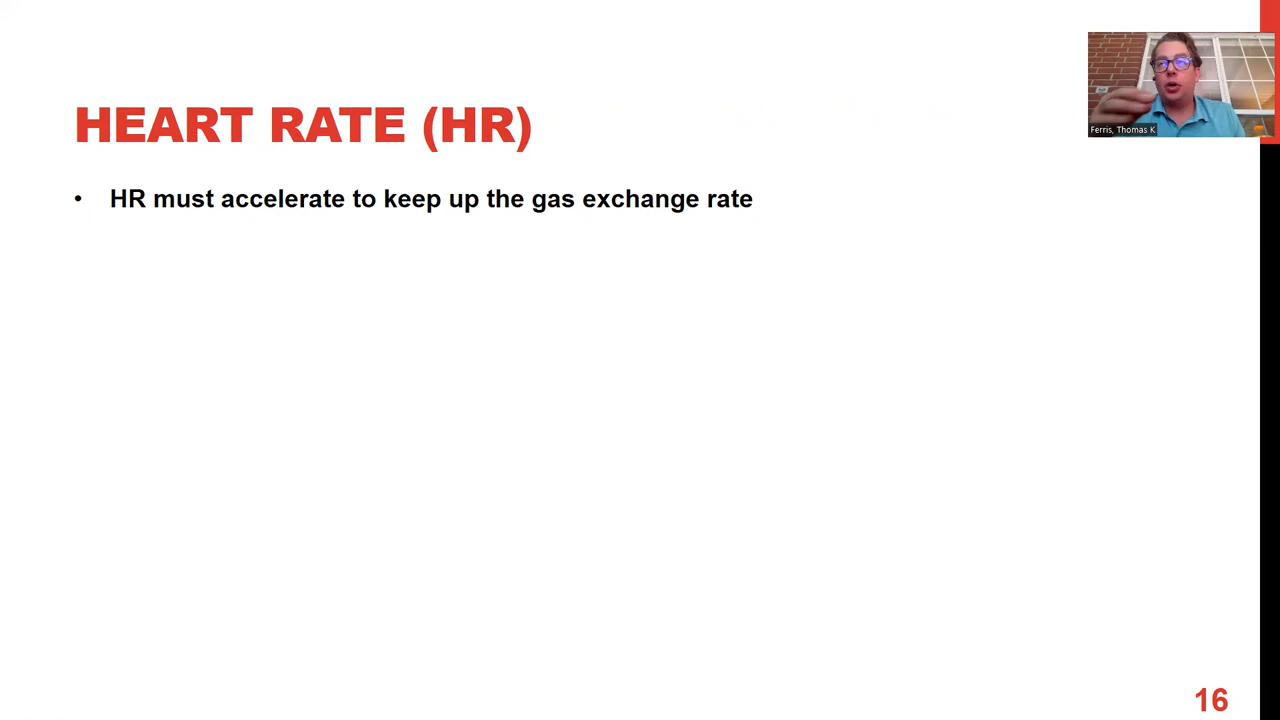 HEART RATE (HR)
• HR must accelerate to keep up the gas exchange rate
Ferris, Thomas K
16